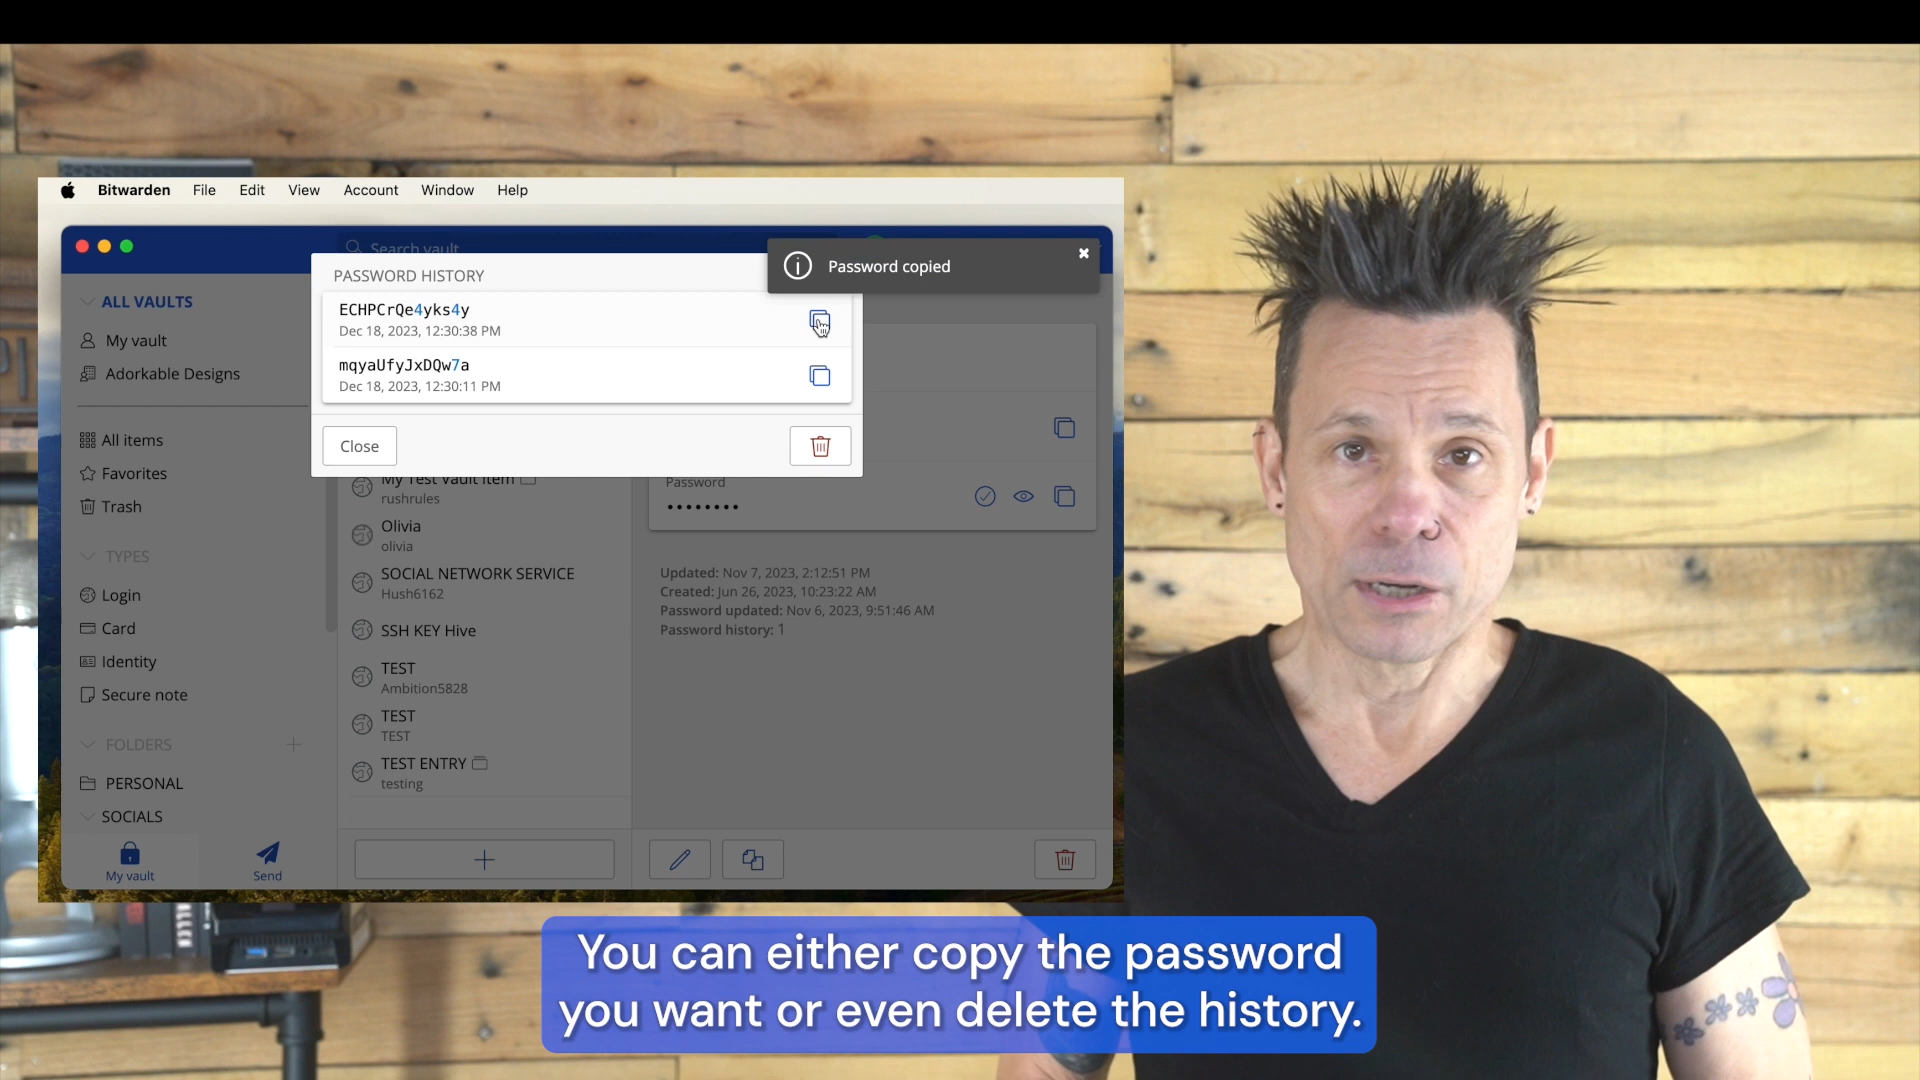 Bitwarden File Edit View Account Window Help
Search vault
Password copied
PASSWORD HISTORY
ECHPCrQe4yks4y
Dec 18, 2023, 12:30:38 PM
mqyaUfyJxDQw7a
Dec 18, 2023, 12:30:11 PM
Close
ALL VAULTS
My vault
Adorkable Designs
All items
Favorites
Trash
TYPES
Login
Card
Identity
Secure note
FOLDERS
PERSONAL
SOCIALS
My vault
Send
My Test Vault Item
rushrules
Olivia
olivia
SOCIAL NETWORK SERVICE
Hush6162
SSH KEY Hive
TEST
Ambition5828
TEST
TEST
TEST ENTRY
testing
Password
••••••••
Updated: Nov 7, 2023, 2:12:51 PM
Created: Jun 26, 2023, 10:23:22 AM
Password updated: Nov 6, 2023, 9:51:46 AM
Password history: 1
You can either copy the password
you want or even delete the history.